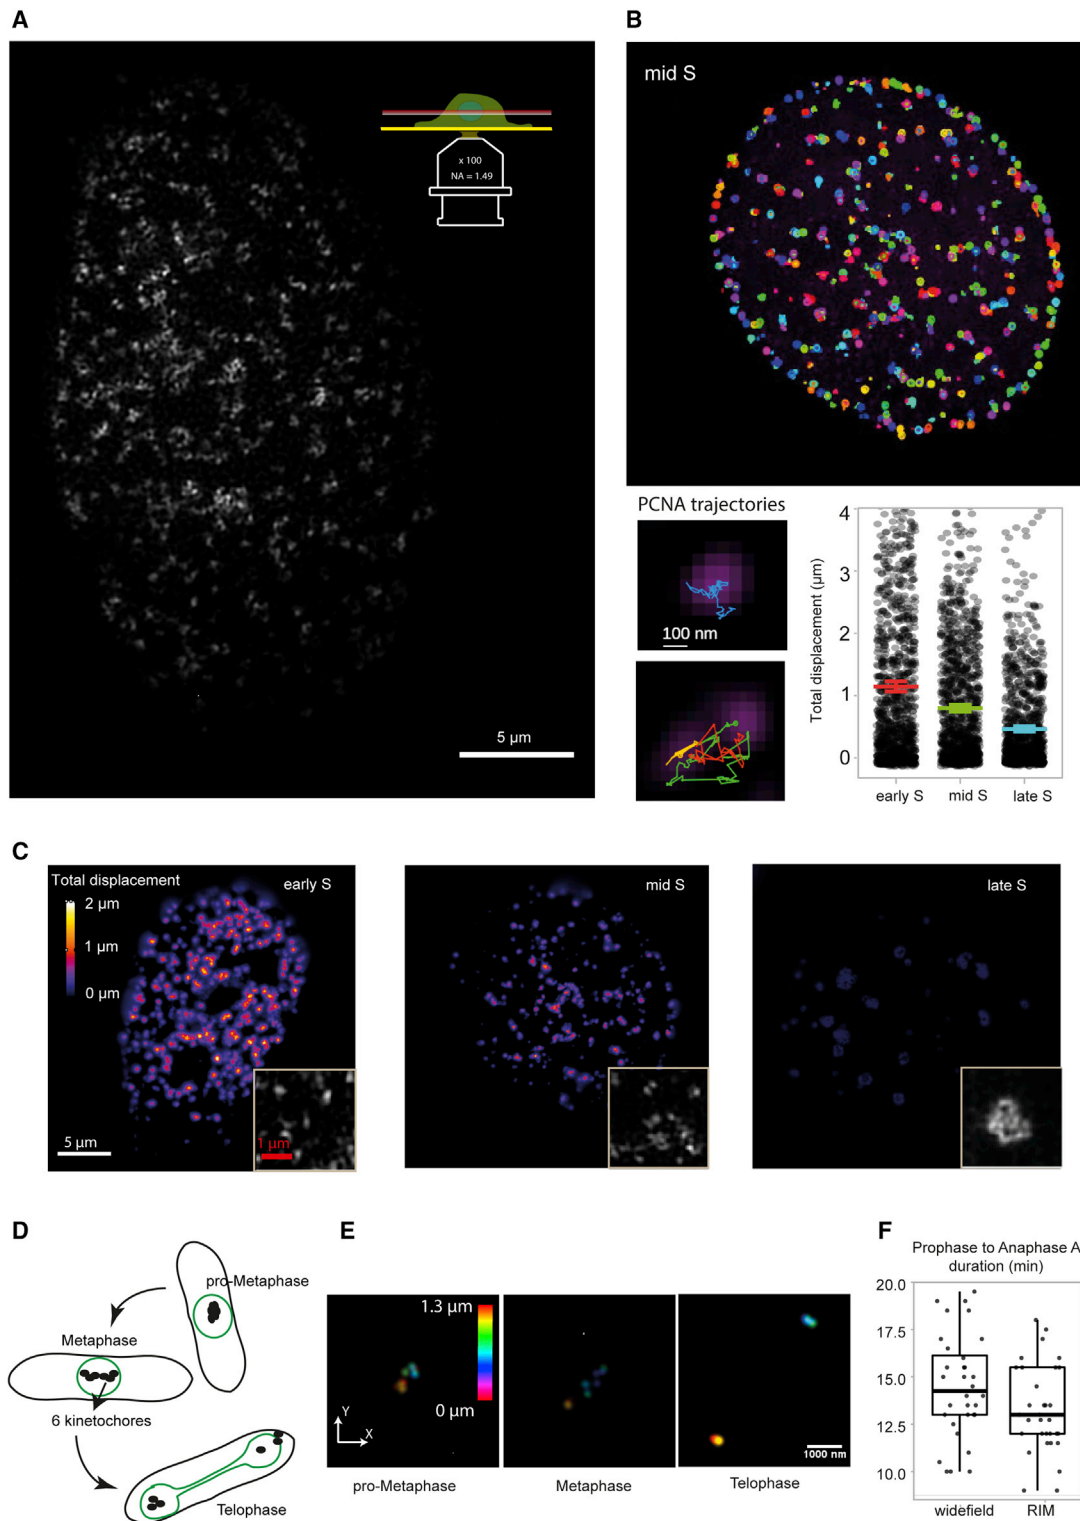 A
x 100
NA = 1.49
5 µm
B
mid S
PCNA trajectories
100 nm
Total displacement (µm)
4
3
2
1
0
early S
mid S
late S
C
Total displacement
2 µm
1 µm
0 µm
early S
5 µm
1 µm
mid S
late S
D
pro-Metaphase
Metaphase
6 kinetochores
Telophase
E
1.3 µm
0 µm
Y
X
1000 nm
pro-Metaphase
Metaphase
Telophase
F
Prophase to Anaphase A
duration (min)
20.0
17.5
15.0
12.5
10.0
widefield
RIM